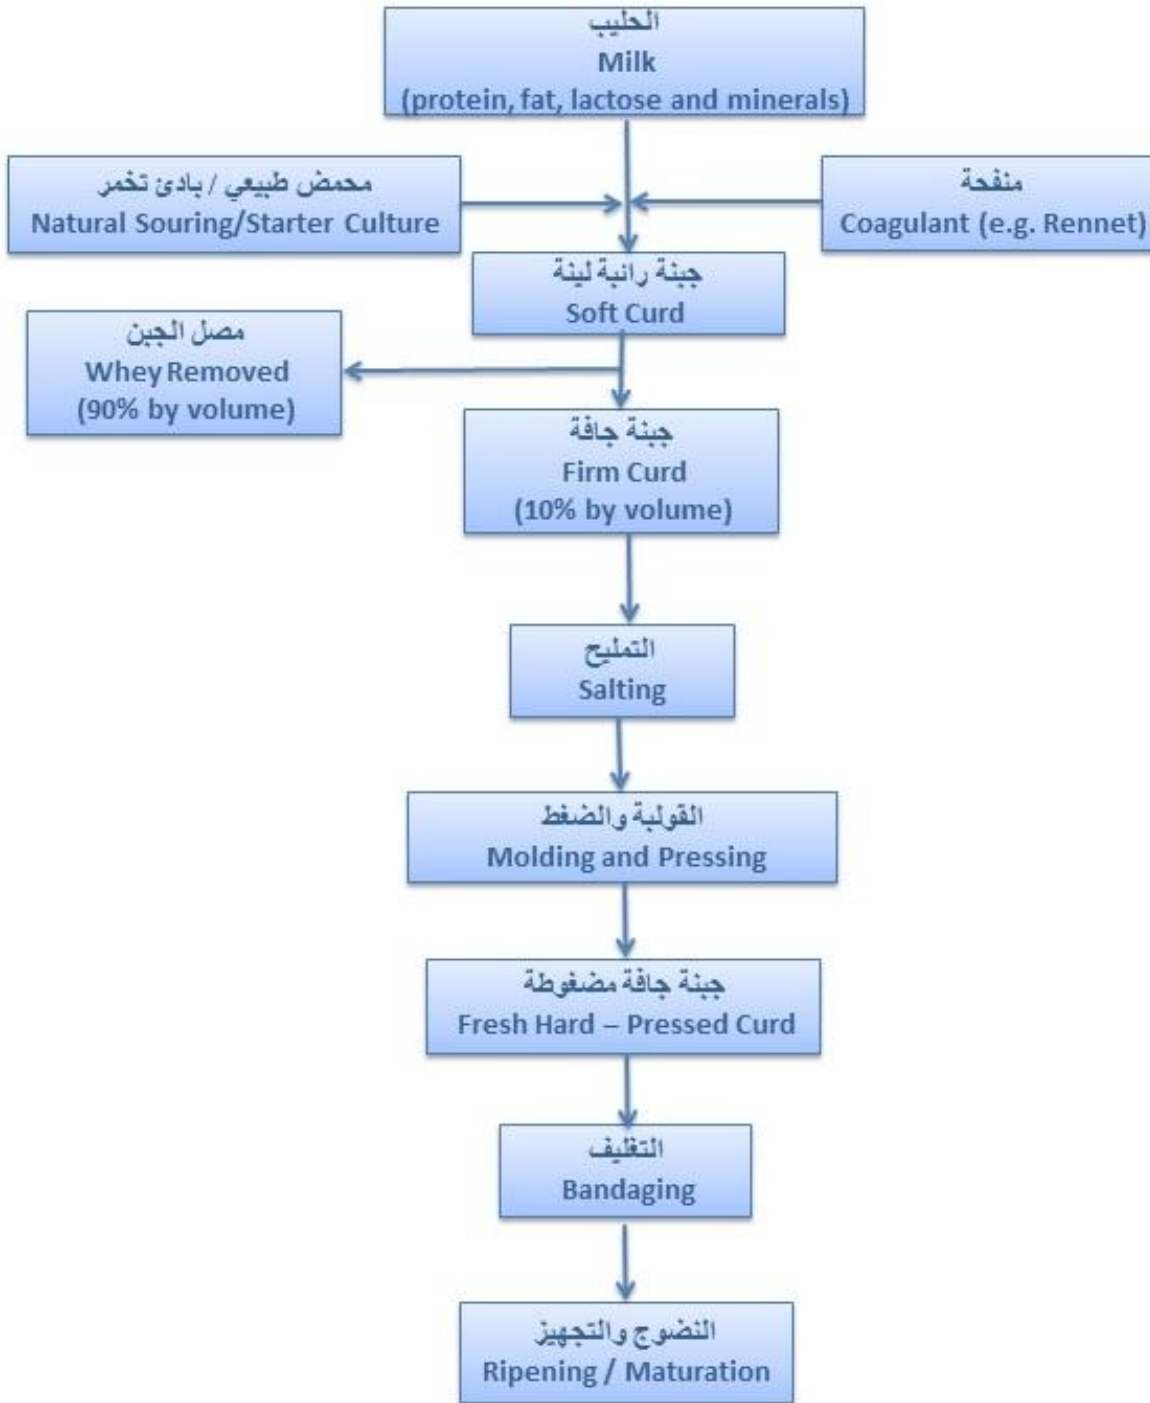 الحليب
Milk
(protein, fat, lactose and minerals)
محمض طبيعي / بادئ تخمر
Natural Souring/Starter Culture
منفحة
Coagulant (e.g. Rennet)
جبنة رائبة لينة
Soft Curd
مصل الجبن
Whey Removed
(90% by volume)
جبنة جافة
Firm Curd
(10% by volume)
التمليح
Salting
القولبة والضغط
Molding and Pressing
جبنة جافة مضغوطة
Fresh Hard – Pressed Curd
التغليف
Bandaging
النضوج والتجهيز
Ripening / Maturation